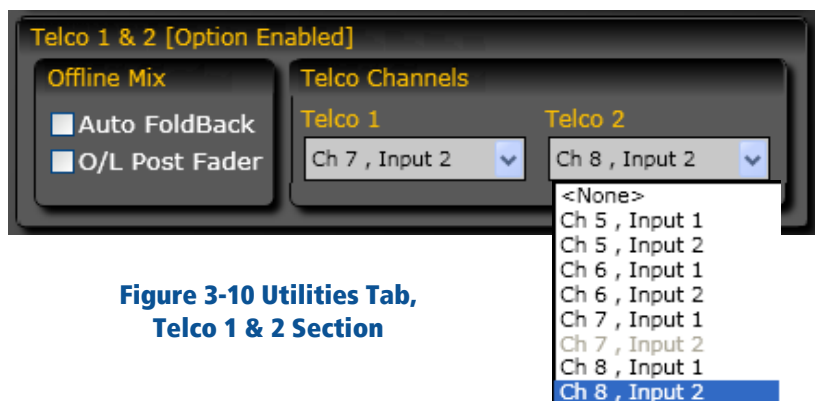 Telco 1 & 2 [Option Enabled]
Offline Mix
Auto FoldBack
O/L Post Fader
Telco Channels
Telco 1
Ch 7 , Input 2
Telco 2
Ch 8 , Input 2
<None>
Ch 5 , Input 1
Ch 5 , Input 2
Ch 6 , Input 1
Ch 6 , Input 2
Ch 7 , Input 1
Ch 7 , Input 2
Ch 8 , Input 1
Ch 8 , Input 2
Figure 3-10 Utilities Tab,
Telco 1 & 2 Section